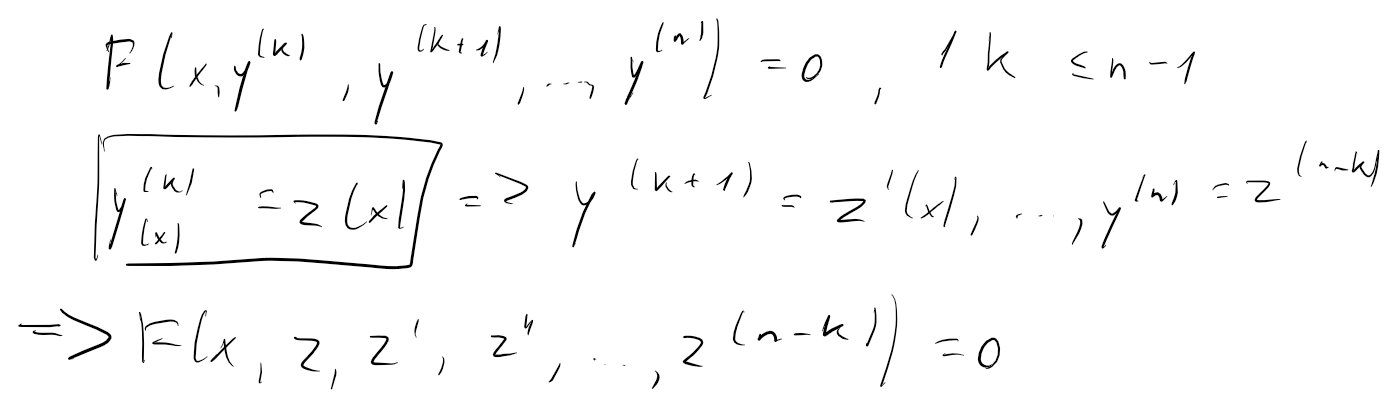 F(x, y^(k), y^(k+1), ..., y^(n)) = 0, 1 k ≤ n - 1
y^(k)(x) = z(x) => y^(k+1) = z'(x), ..., y^(n) = z^(n-k)
=> F(x, z, z', z'', ..., z^(n-k)) = 0